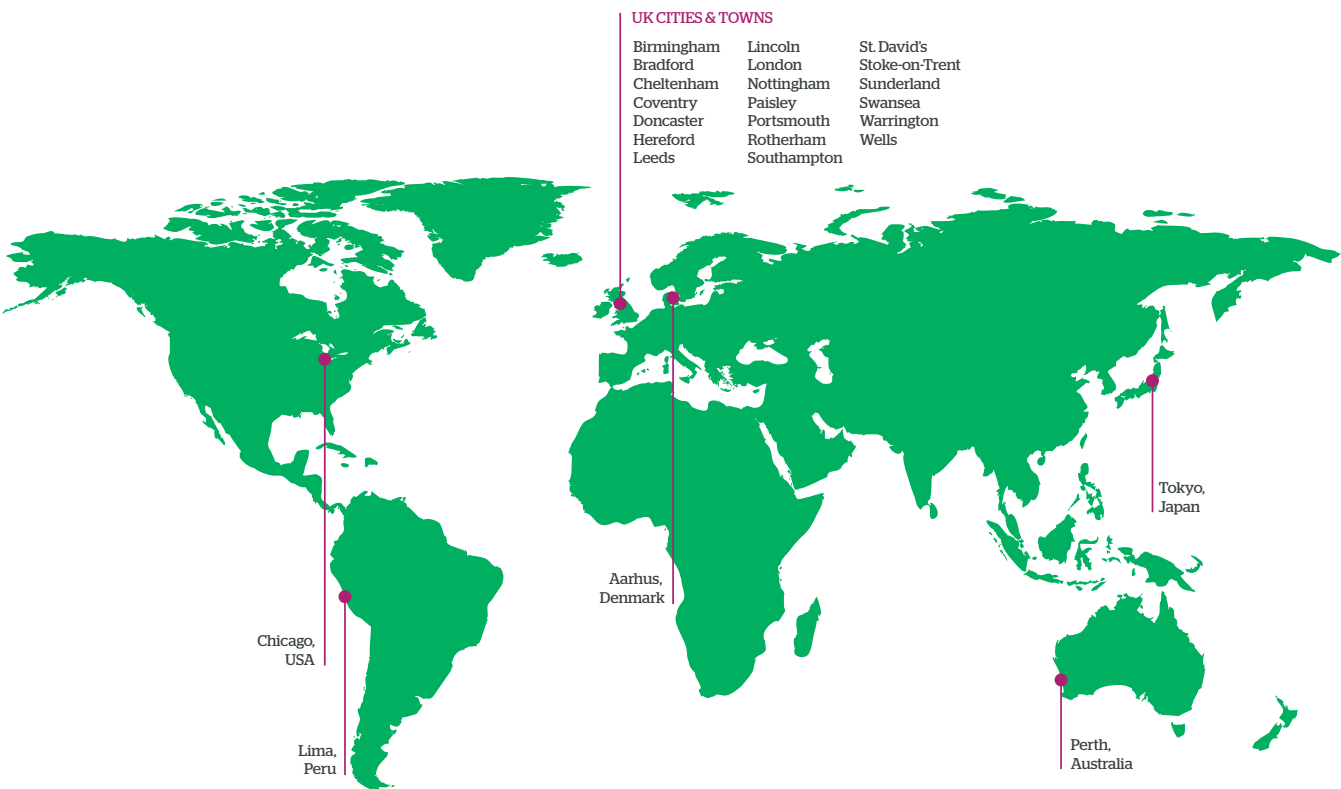 UK CITIES & TOWNS
Birmingham
Bradford
Cheltenham
Coventry
Doncaster
Hereford
Leeds
Lincoln
London
Nottingham
Paisley
Portsmouth
Rotherham
Southampton
St. David's
Stoke-on-Trent
Sunderland
Swansea
Warrington
Wells
Tokyo,
Japan
Aarhus,
Denmark
Chicago,
USA
Lima,
Peru
Perth,
Australia